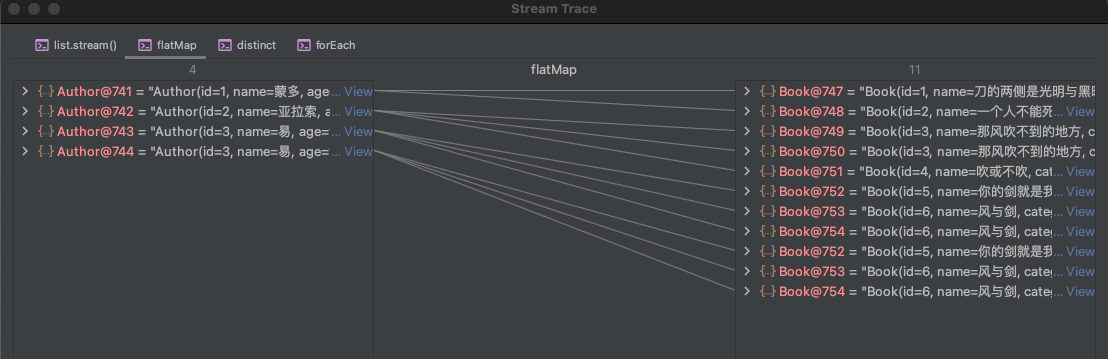 Stream Trace
list.stream() flatMap distinct forEach
4 flatMap 11
{..} Author@741 = "Author(id=1, name=蒙多, age=... View
{..} Author@742 = "Author(id=2, name=亚拉索, a... View
{..} Author@743 = "Author(id=3, name=易, age=... View
{..} Author@744 = "Author(id=3, name=易, age=... View
{..} Book@747 = "Book(id=1, name=刀的两侧是光明与黑暗
{..} Book@748 = "Book(id=2, name=一个人不能死... View
{..} Book@749 = "Book(id=3, name=那风吹不到的地方, c
{..} Book@750 = "Book(id=3, name=那风吹不到的地方, c
{..} Book@751 = "Book(id=4, name=吹或不吹, cat... View
{..} Book@752 = "Book(id=5, name=你的剑就是我... View
{..} Book@753 = "Book(id=6, name=风与剑, categ... View
{..} Book@754 = "Book(id=6, name=风与剑, categ... View
{..} Book@752 = "Book(id=5, name=你的剑就是我... View
{..} Book@753 = "Book(id=6, name=风与剑, categ... View
{..} Book@754 = "Book(id=6, name=风与剑, categ... View